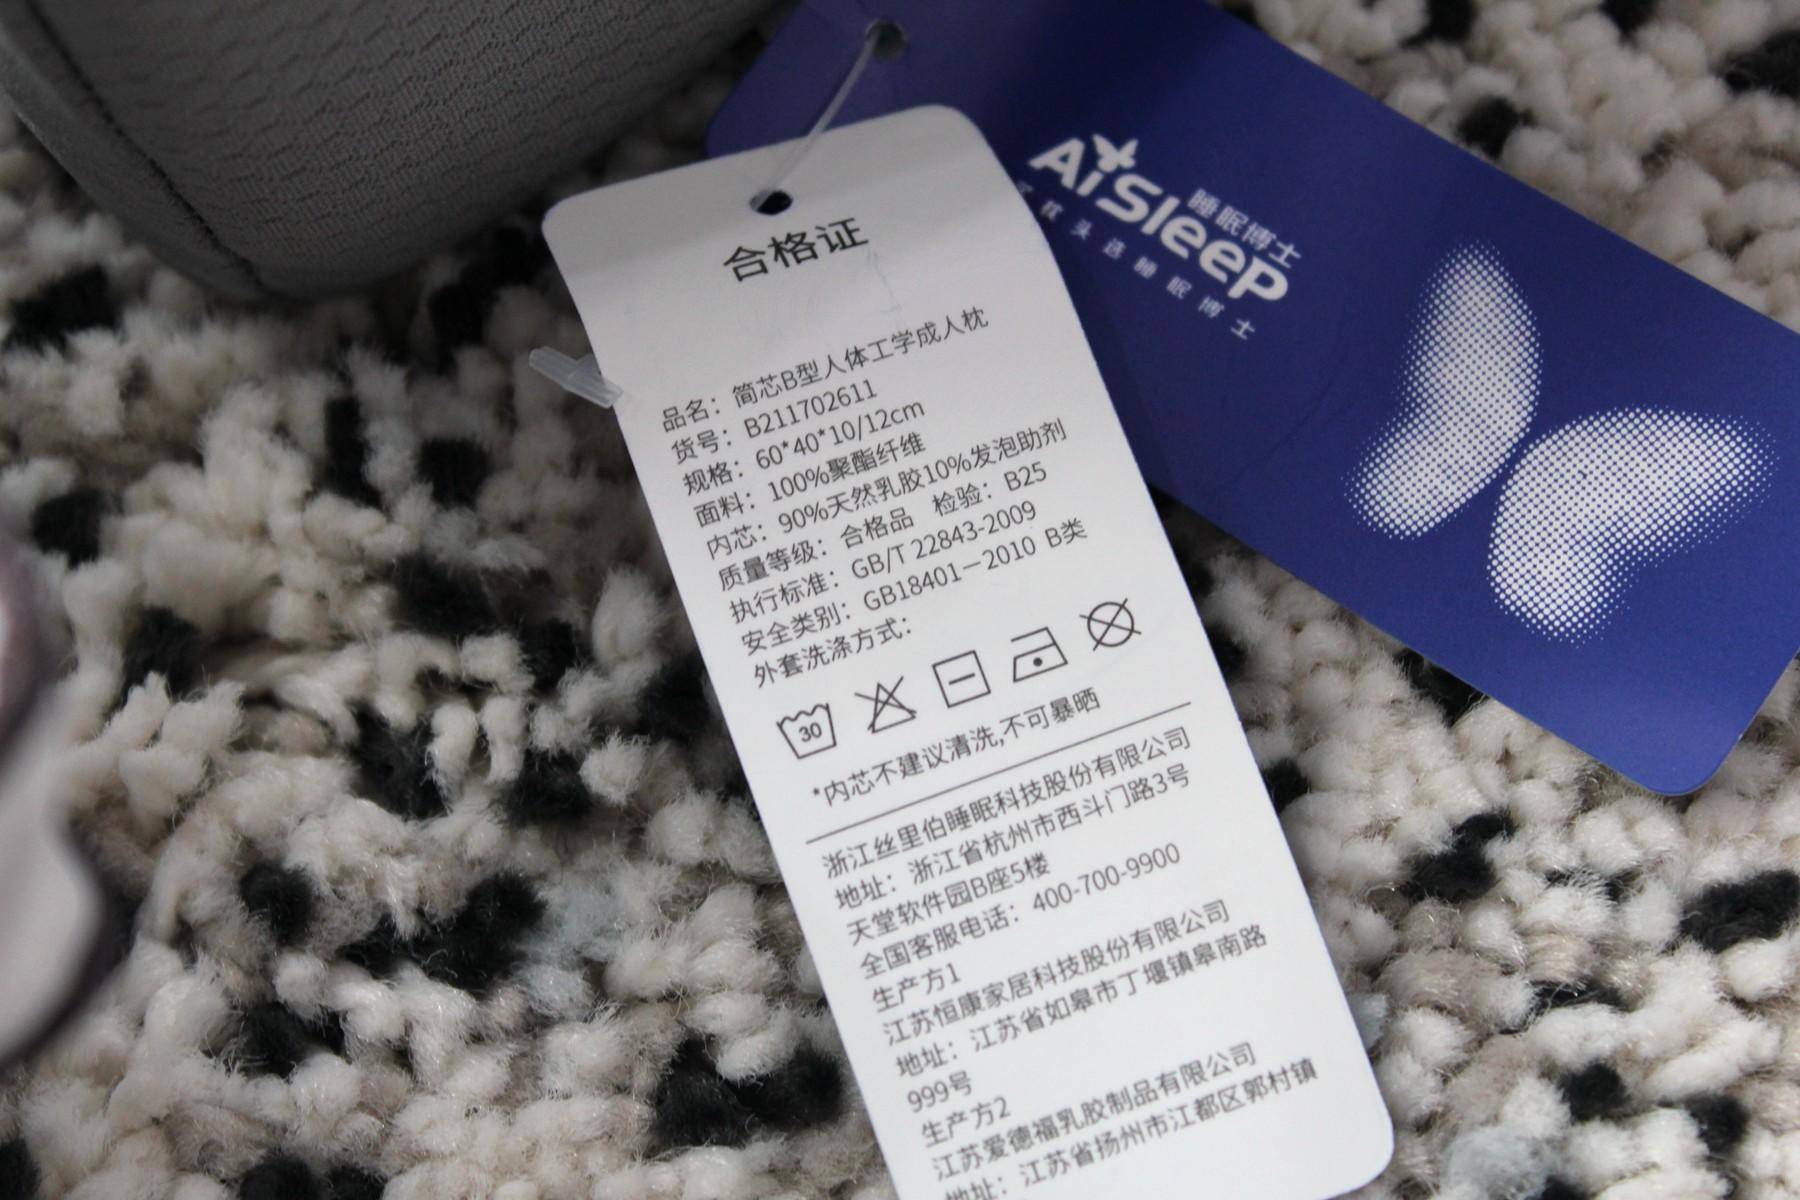 合格证
品名：简芯B型人体工学成人枕
货号：B211702611
规格：60*40*10/12cm
面料：100%聚酯纤维
内芯：90%天然乳胶10%发泡助剂
质量等级：合格品 检验：B25
执行标准：GB/T 22843-2009
安全类别：GB18401－2010 B类
外套洗涤方式：
30
*内芯不建议清洗,不可暴晒
浙江丝里伯睡眠科技股份有限公司
地址：浙江省杭州市西斗门路3号
天堂软件园B座5楼
全国客服电话：400-700-9900
生产方1
江苏恒康家居科技股份有限公司
地址：江苏省如皋市丁堰镇皋南路
999号
生产方2
江苏爱德福乳胶制品有限公司
地址：江苏省扬州市江都区郭村镇
AiSleep
睡眠博士
枕头选睡眠博士